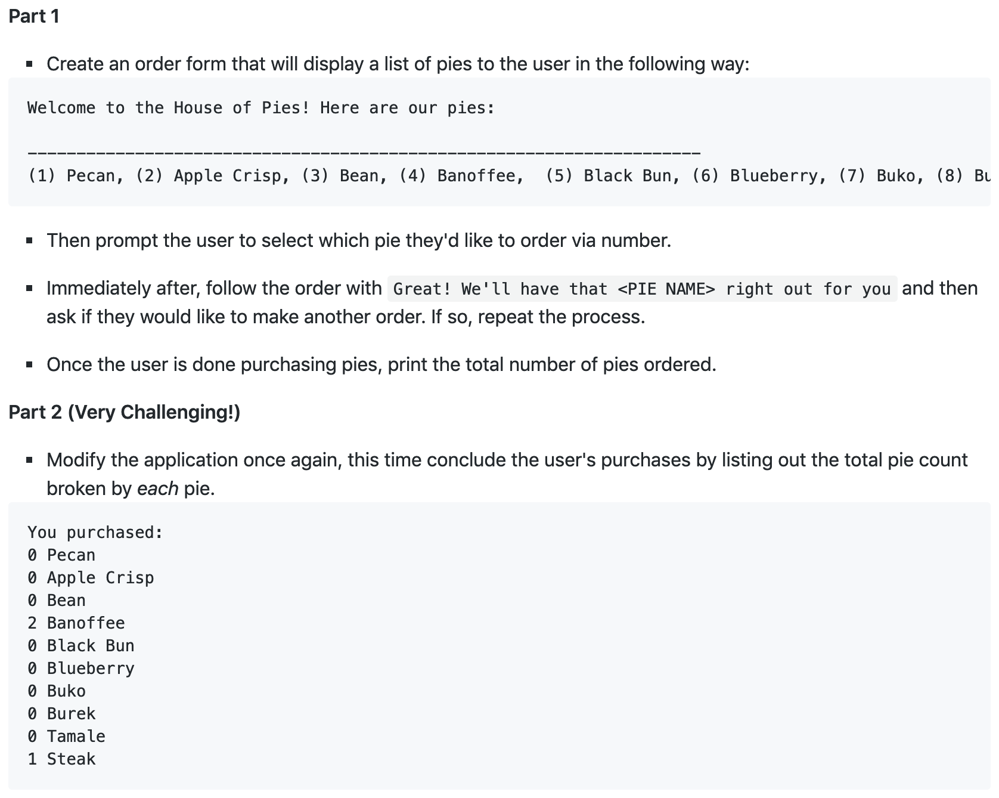 Part 1
▪ Create an order form that will display a list of pies to the user in the following way:
Welcome to the House of Pies! Here are our pies:
---------------------------------------------------------------------
(1) Pecan, (2) Apple Crisp, (3) Bean, (4) Banoffee,  (5) Black Bun, (6) Blueberry, (7) Buko, (8) Bu
▪ Then prompt the user to select which pie they'd like to order via number.
▪ Immediately after, follow the order with Great! We'll have that <PIE NAME> right out for you and then
ask if they would like to make another order. If so, repeat the process.
▪ Once the user is done purchasing pies, print the total number of pies ordered.
Part 2 (Very Challenging!)
▪ Modify the application once again, this time conclude the user's purchases by listing out the total pie count
broken by each pie.
You purchased:
0 Pecan
0 Apple Crisp
0 Bean
2 Banoffee
0 Black Bun
0 Blueberry
0 Buko
0 Burek
0 Tamale
1 Steak